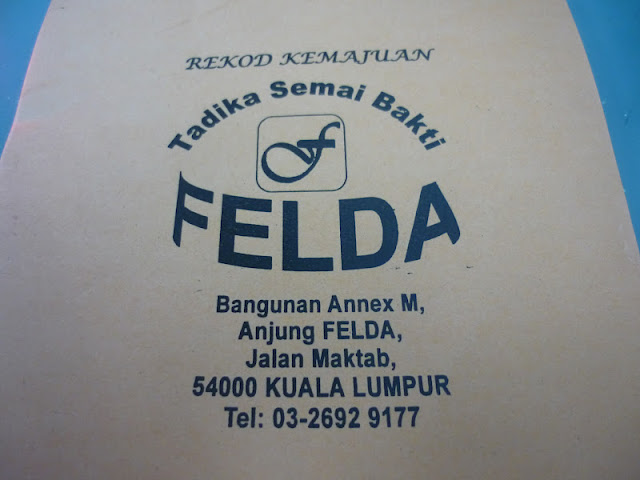 REKOD KEMAJUAN
Tadika Semai Bakti
FELDA
Bangunan Annex M,
Anjung FELDA,
Jalan Maktab,
54000 KUALA LUMPUR
Tel: 03-2692 9177